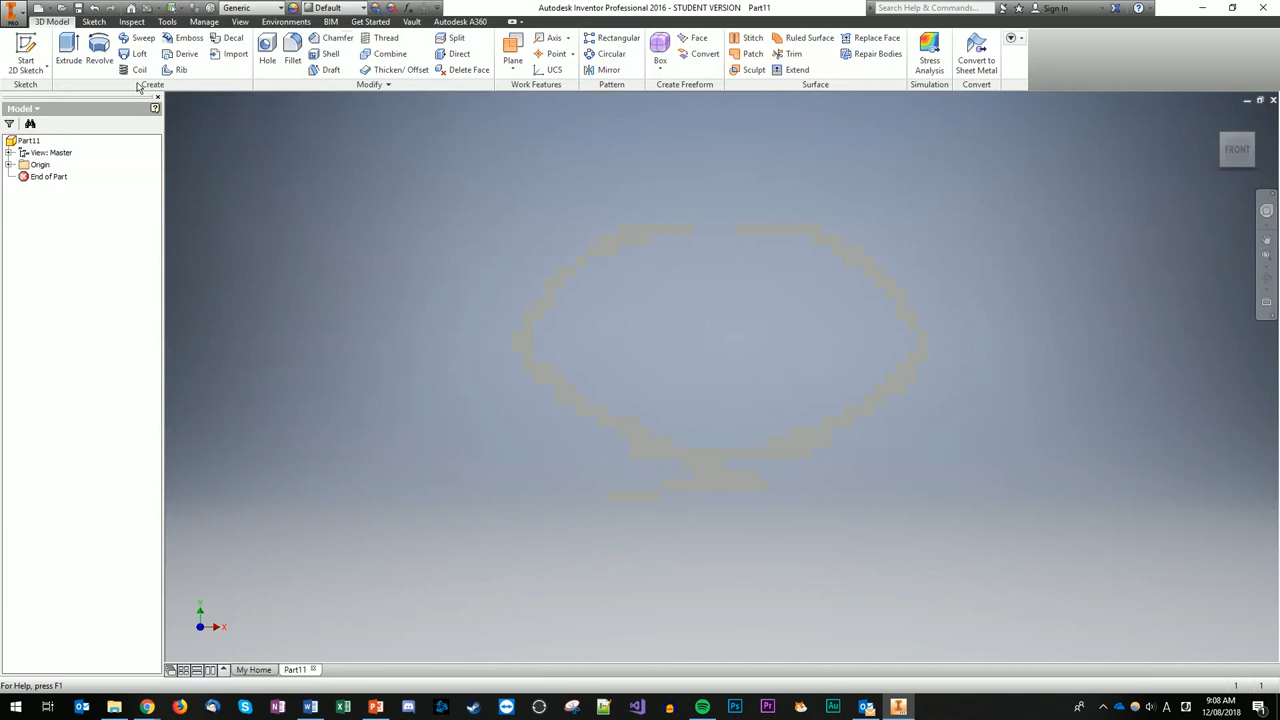 PRO
Generic
Default
Autodesk Inventor Professional 2016 - STUDENT VERSION Part11
Search Help & Commands...
Sign In
3D Model Sketch Inspect Tools Manage View Environments BIM Get Started Vault Autodesk A360
Start
2D Sketch
Extrude
Revolve
Sweep
Loft
Coil
Emboss
Derive
Rib
Decal
Import
Hole
Fillet
Chamfer
Shell
Draft
Thread
Combine
Thicken/ Offset
Split
Direct
Delete Face
Plane
Axis
Point
UCS
Rectangular
Circular
Mirror
Box
Face
Convert
Stitch
Patch
Sculpt
Ruled Surface
Trim
Extend
Replace Face
Repair Bodies
Stress
Analysis
Convert to
Sheet Metal
Sketch Create Modify Work Features Pattern Create Freeform Surface Simulation Convert
Model
Part11
View: Master
Origin
End of Part
FRONT
Y
X
My Home Part11
For Help, press F1
1 1
9:08 AM
12/08/2018